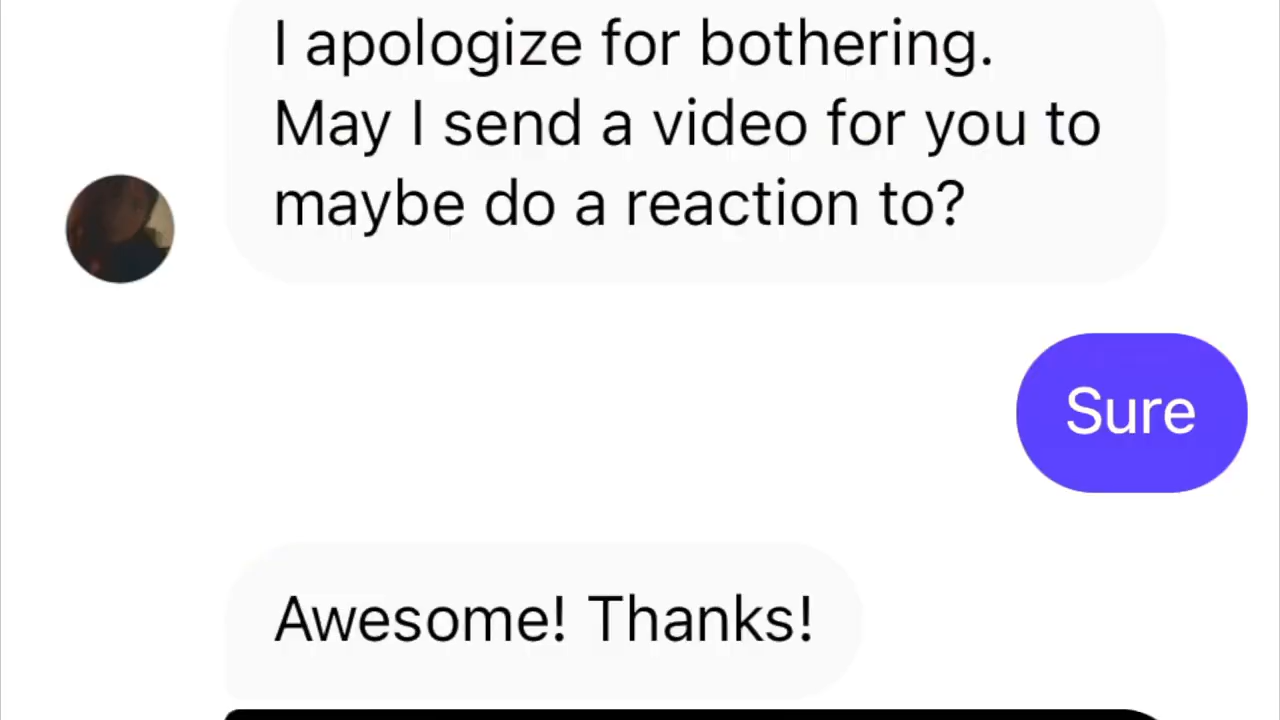 I apologize for bothering.
May I send a video for you to
maybe do a reaction to?
Sure
Awesome! Thanks!